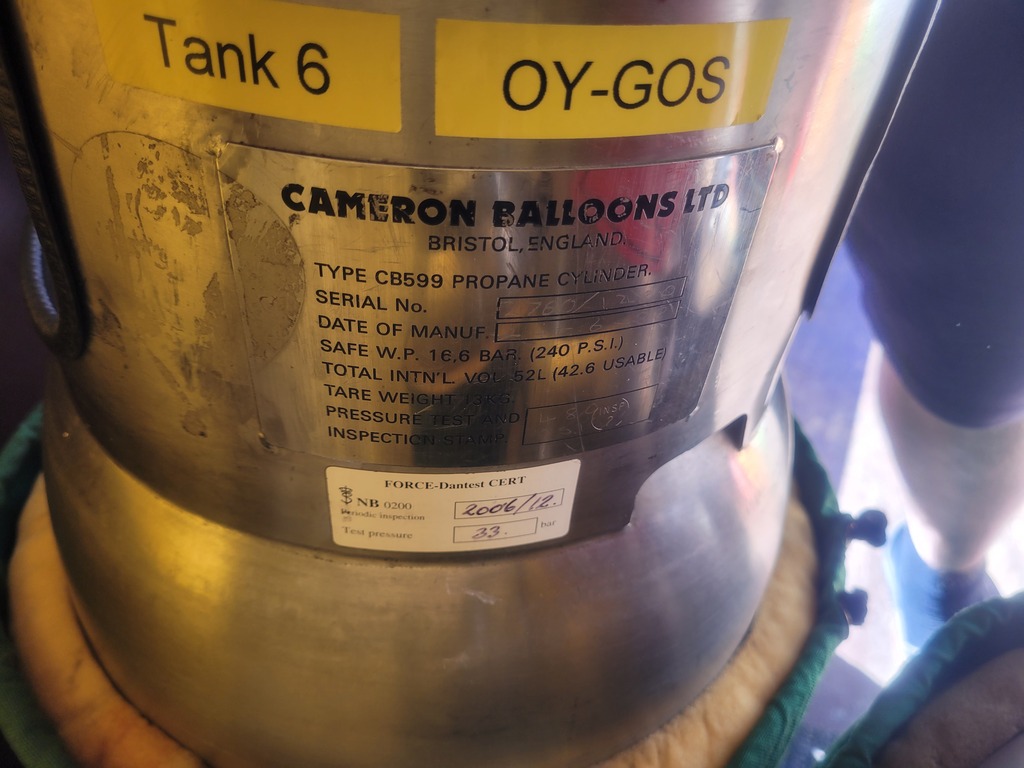 Tank 6
OY-GOS
CAMERON BALLOONS LTD
BRISTOL, ENGLAND.
TYPE CB599 PROPANE CYLINDER.
SERIAL No.
DATE OF MANUF.
SAFE W.P. 16,6 BAR. (240 P.S.I.)
TOTAL INTN'L. VOL. 52L (42.6 USABLE)
TARE WEIGHT 13KG.
PRESSURE TEST AND
INSPECTION STAMP.
FORCE-Dantest CERT
NB 0200
Periodic inspection
2006/12.
Test pressure 33. bar